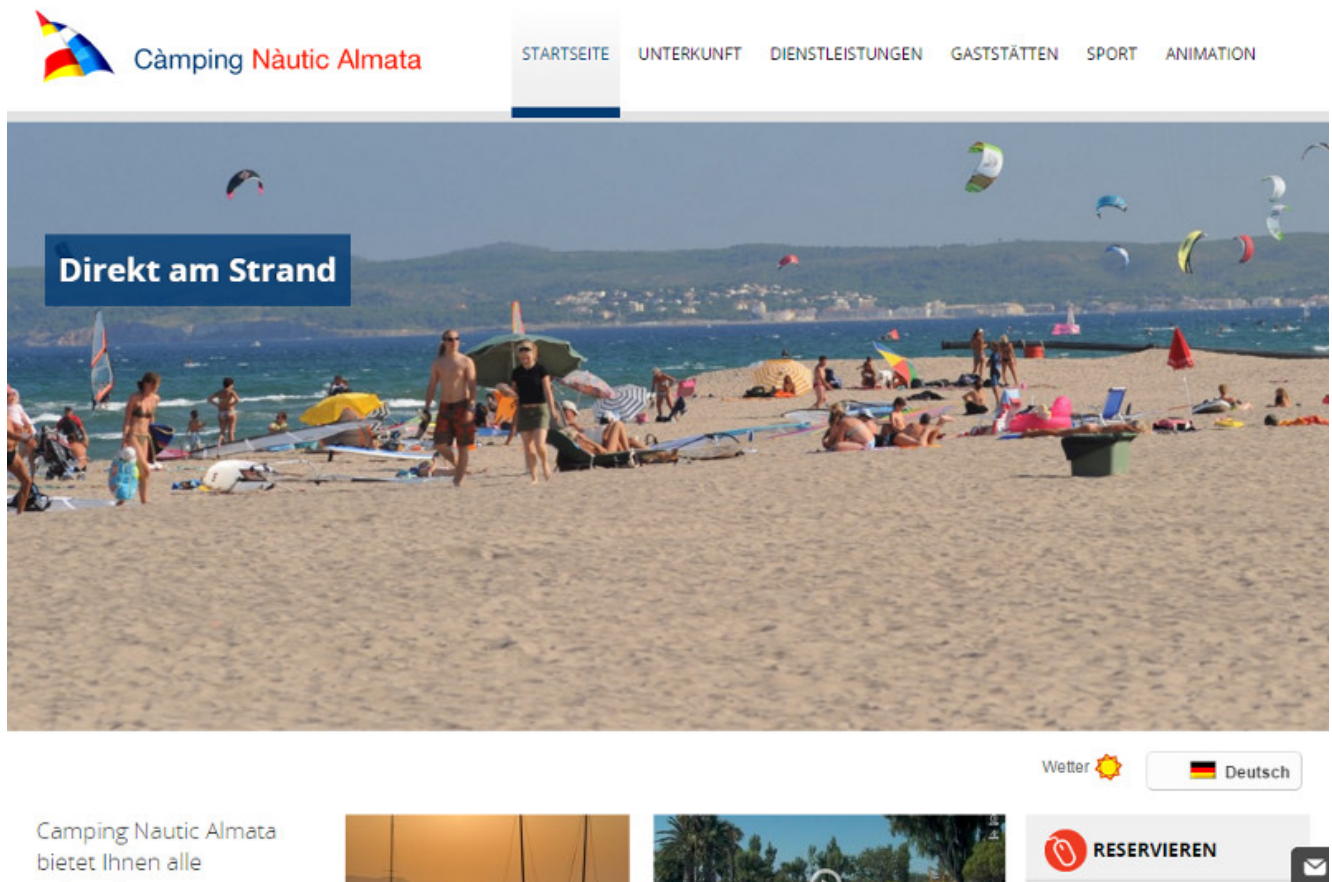 Càmping Nàutic Almata
STARTSEITE UNTERKUNFT DIENSTLEISTUNGEN GASTSTÄTTEN SPORT ANIMATION
Direkt am Strand
Wetter Deutsch
Camping Nautic Almata
bietet Ihnen alle
RESERVIEREN